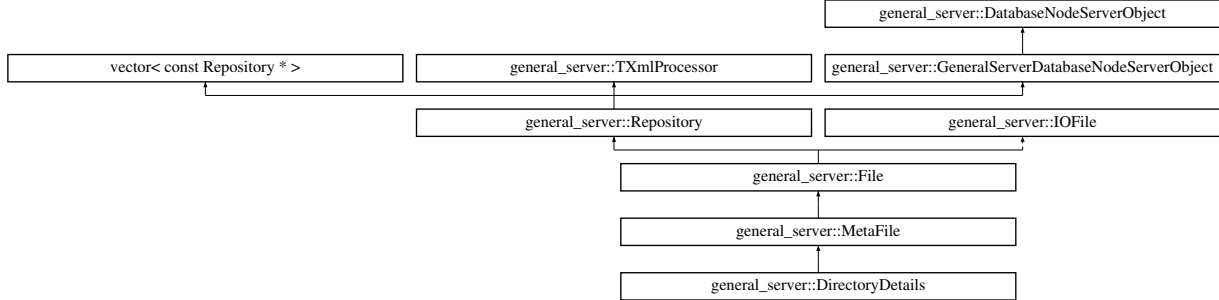 general_server::DatabaseNodeServerObject
vector< const Repository * >
general_server::TXmlProcessor
general_server::GeneralServerDatabaseNodeServerObject
general_server::Repository
general_server::IOFile
general_server::File
general_server::MetaFile
general_server::DirectoryDetails